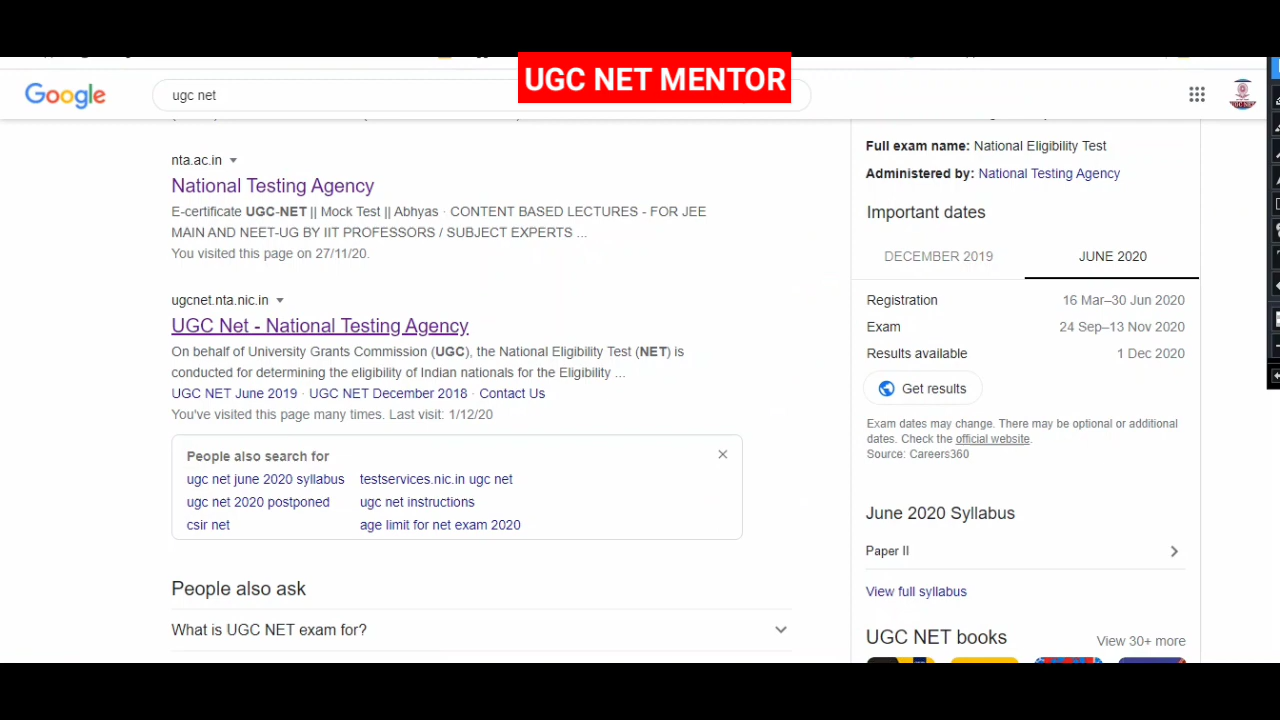 UGC NET MENTOR
Google
ugc net
nta.ac.in
National Testing Agency
E-certificate UGC-NET || Mock Test || Abhyas · CONTENT BASED LECTURES - FOR JEE
MAIN AND NEET-UG BY IIT PROFESSORS / SUBJECT EXPERTS ...
You visited this page on 27/11/20.
ugcnet.nta.nic.in
UGC Net - National Testing Agency
On behalf of University Grants Commission (UGC), the National Eligibility Test (NET) is
conducted for determining the eligibility of Indian nationals for the Eligibility ...
UGC NET June 2019 · UGC NET December 2018 · Contact Us
You've visited this page many times. Last visit: 1/12/20
People also search for
ugc net june 2020 syllabus testservices.nic.in ugc net
ugc net 2020 postponed ugc net instructions
csir net age limit for net exam 2020
People also ask
What is UGC NET exam for?
Full exam name: National Eligibility Test
Administered by: National Testing Agency
Important dates
DECEMBER 2019 JUNE 2020
Registration 16 Mar–30 Jun 2020
Exam 24 Sep–13 Nov 2020
Results available 1 Dec 2020
Get results
Exam dates may change. There may be optional or additional
dates. Check the official website.
Source: Careers360
June 2020 Syllabus
Paper II
View full syllabus
UGC NET books View 30+ more